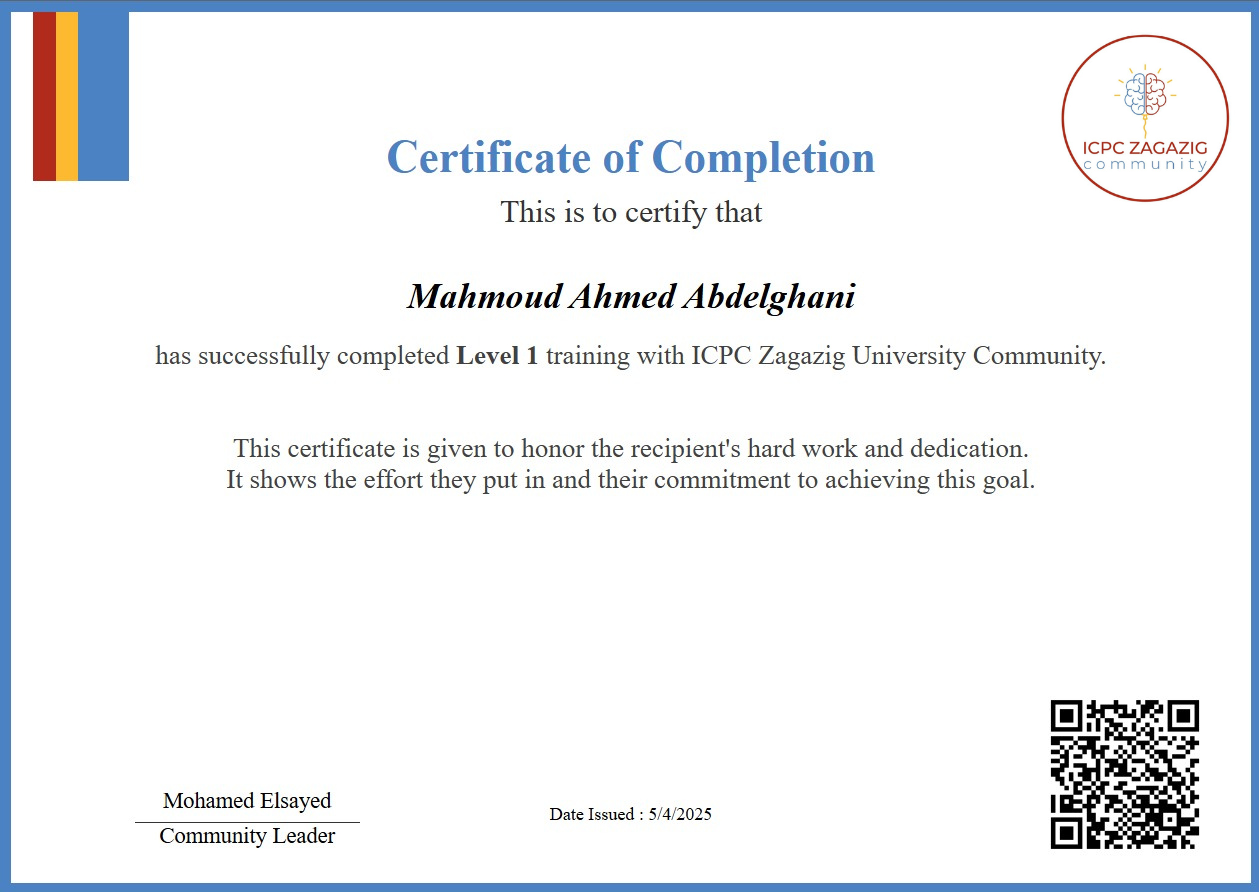 ICPC ZAGAZIG
community
Certificate of Completion
This is to certify that
Mahmoud Ahmed Abdelghani
has successfully completed Level 1 training with ICPC Zagazig University Community.
This certificate is given to honor the recipient's hard work and dedication.
It shows the effort they put in and their commitment to achieving this goal.
Mohamed Elsayed
Community Leader
Date Issued : 5/4/2025